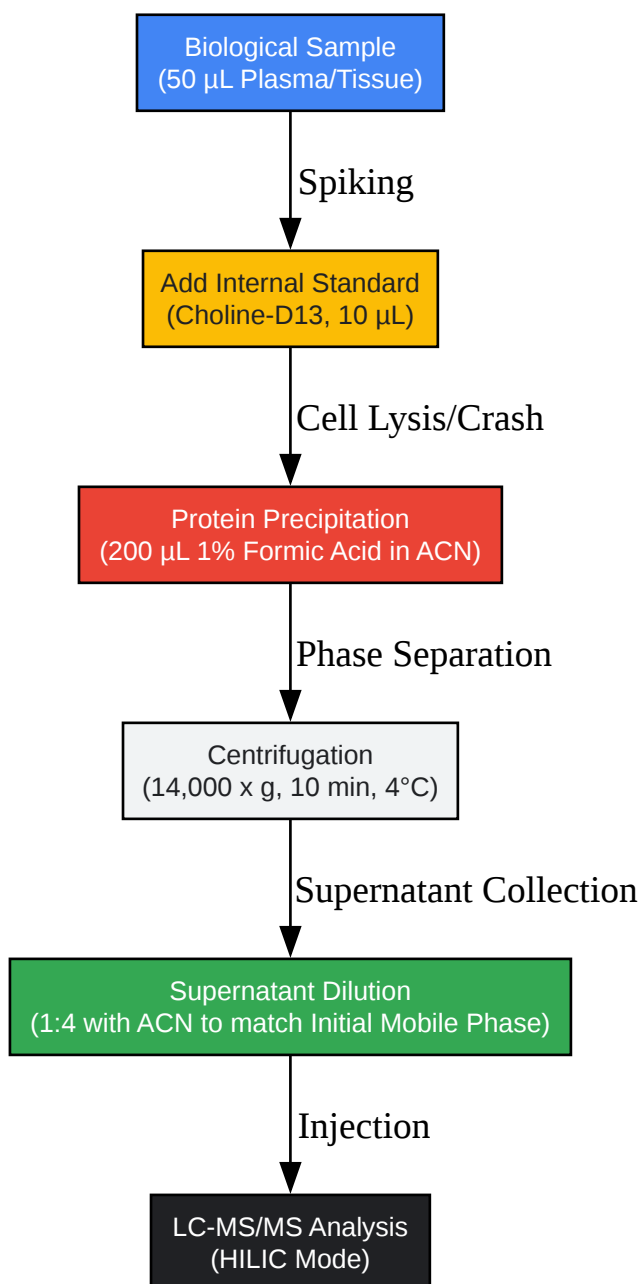 Biological Sample
(50 µL Plasma/Tissue)
Spiking
Add Internal Standard
(Choline-D13, 10 µL)
Cell Lysis/Crash
Protein Precipitation
(200 µL 1% Formic Acid in ACN)
Phase Separation
Centrifugation
(14,000 x g, 10 min, 4°C)
Supernatant Collection
Supernatant Dilution
(1:4 with ACN to match Initial Mobile Phase)
Injection
LC-MS/MS Analysis
(HILIC Mode)